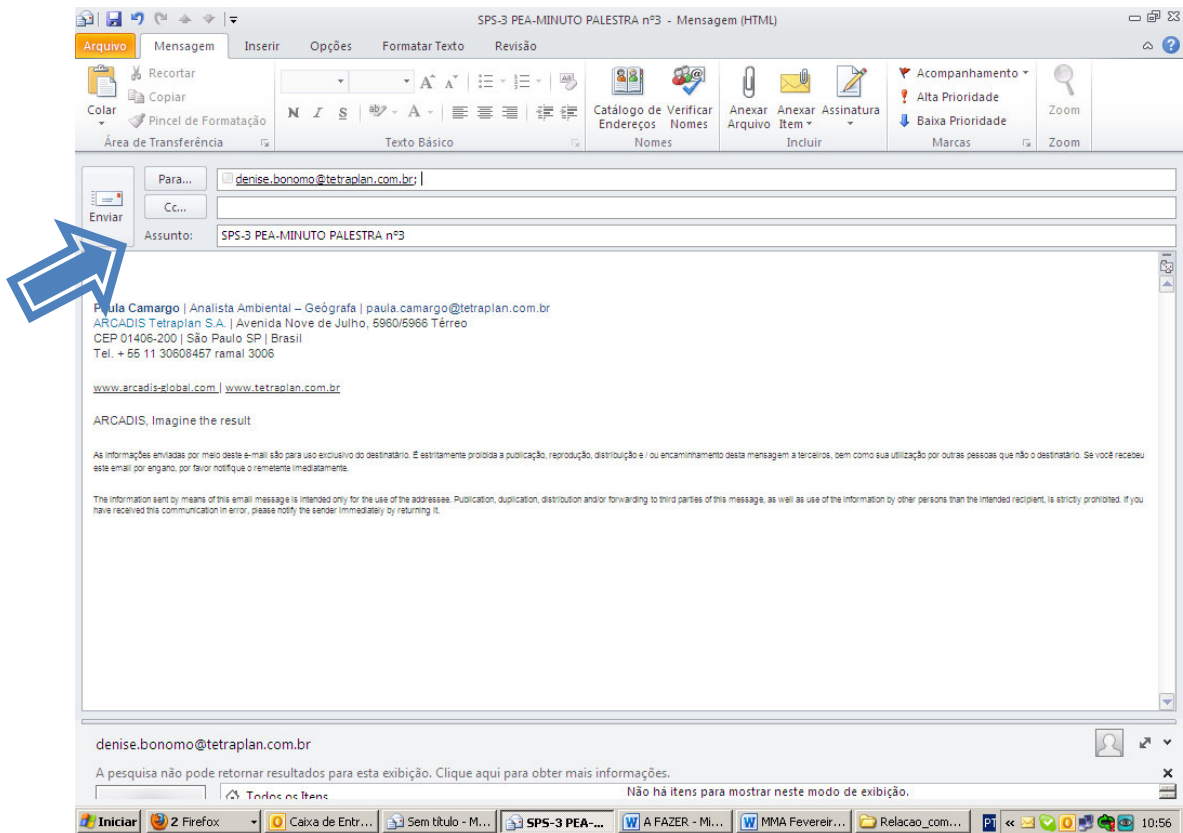 SPS-3 PEA-MINUTO PALESTRA nº3 - Mensagem (HTML)
Arquivo Mensagem Inserir Opções Formatar Texto Revisão
Colar
Recortar
Copiar
Pincel de Formatação
Área de Transferência
N I S
Texto Básico
Catálogo de Endereços
Verificar Nomes
Nomes
Anexar Arquivo
Anexar Item
Assinatura
Incluir
Acompanhamento
Alta Prioridade
Baixa Prioridade
Marcas
Zoom
Zoom
Enviar
Para... denise.bonomo@tetraplan.com.br;
Cc...
Assunto: SPS-3 PEA-MINUTO PALESTRA nº3
Paula Camargo | Analista Ambiental – Geógrafa | paula.camargo@tetraplan.com.br
ARCADIS Tetraplan S.A. | Avenida Nove de Julho, 5960/5966 Térreo
CEP 01406-200 | São Paulo SP | Brasil
Tel. + 55 11 30608457 ramal 3006
www.arcadis-global.com | www.tetraplan.com.br
ARCADIS, Imagine the result
As informações enviadas por meio deste e-mail são para uso exclusivo do destinatário. É estritamente proibida a publicação, reprodução, distribuição e / ou encaminhamento desta mensagem a terceiros, bem como sua utilização por outras pessoas que não o destinatário. Se você recebeu
este email por engano, por favor notifique o remetente imediatamente.
The information sent by means of this email message is intended only for the use of the addressee. Publication, duplication, distribution and/or forwarding to third parties of this message, as well as use of the information by other persons than the intended recipient, is strictly prohibited. If you
have received this communication in error, please notify the sender immediately by returning it.
denise.bonomo@tetraplan.com.br
A pesquisa não pode retornar resultados para esta exibição. Clique aqui para obter mais informações.
Todos os Itens
Não há itens para mostrar neste modo de exibição.
Iniciar 2 Firefox Caixa de Entr... Sem título - M... SPS-3 PEA-... A FAZER - Mi... MMA Fevereir... Relacao_com... PT 10:56